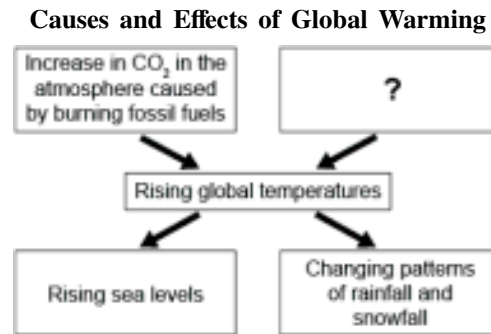 Causes and Effects of Global Warming
Increase in CO₂ in the
atmosphere caused
by burning fossil fuels
?
Rising global temperatures
Rising sea levels
Changing patterns
of rainfall and
snowfall